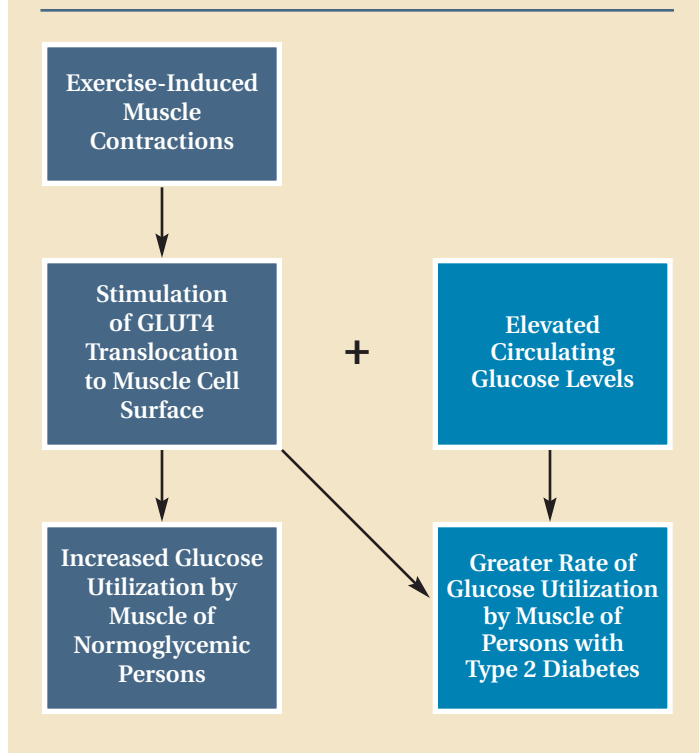 Exercise-Induced
Muscle
Contractions
Stimulation
of GLUT4
Translocation
to Muscle Cell
Surface
+
Elevated
Circulating
Glucose Levels
Increased Glucose
Utilization by
Muscle of
Normoglycemic
Persons
Greater Rate of
Glucose Utilization
by Muscle of
Persons with
Type 2 Diabetes